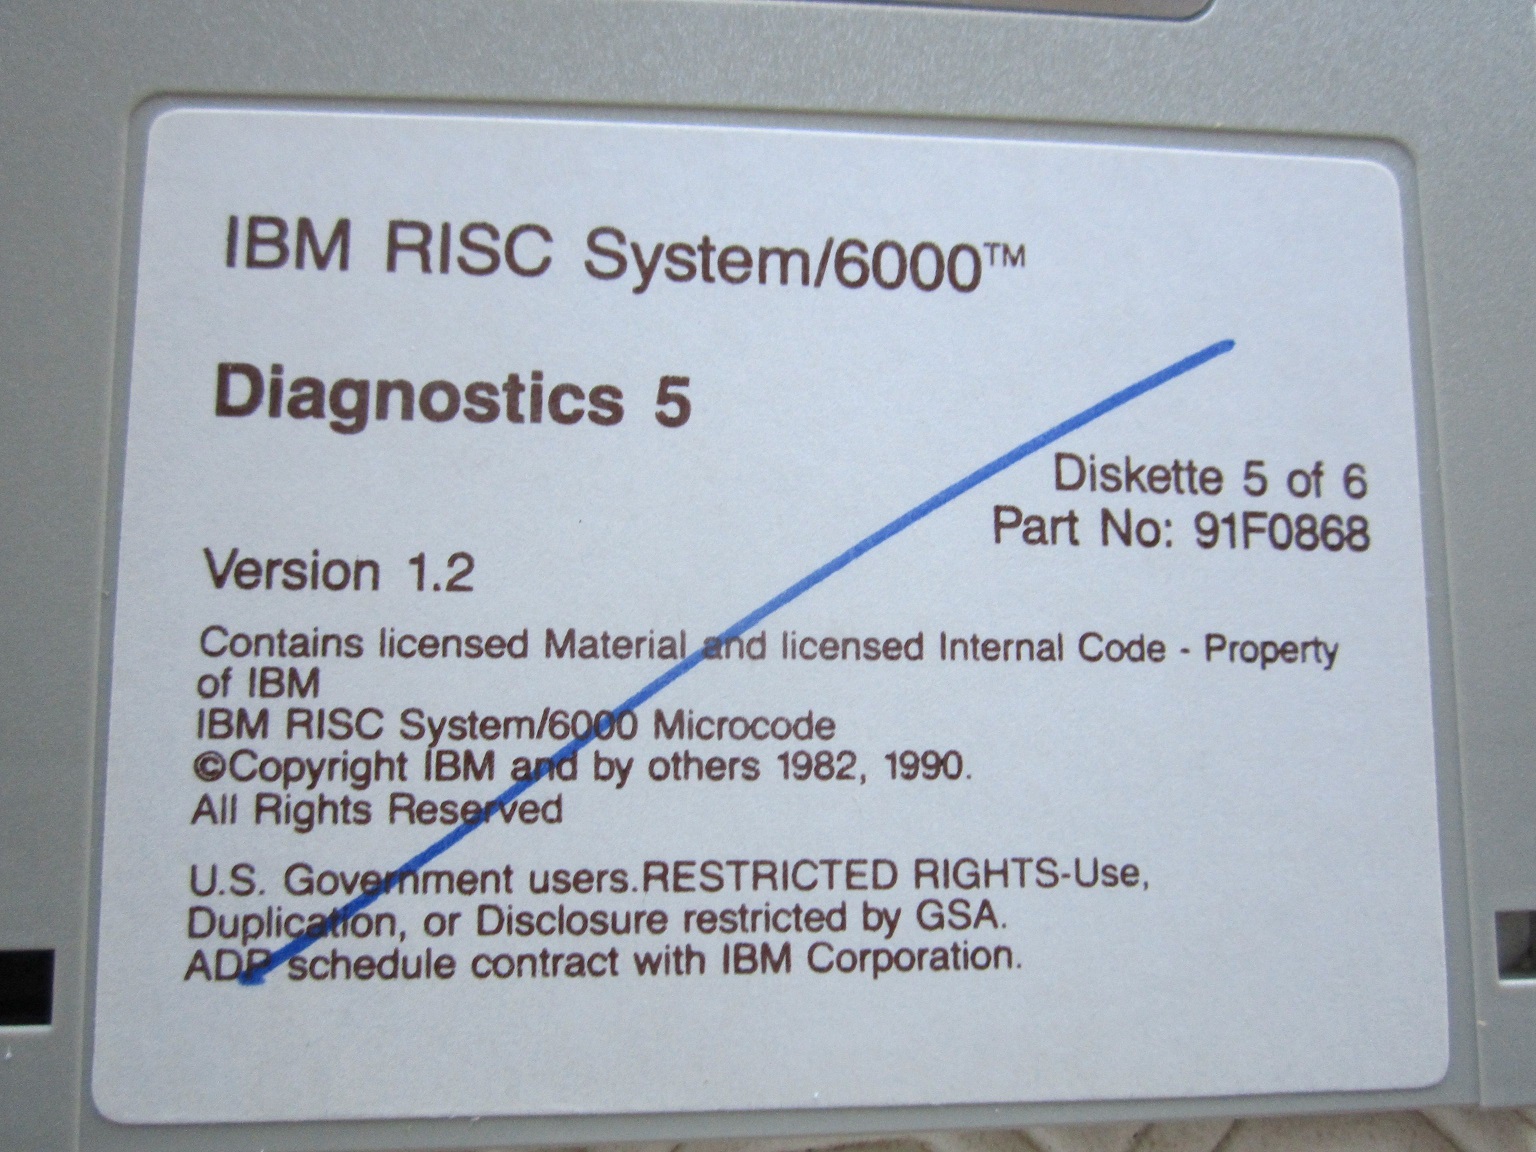 IBM RISC System/6000™
Diagnostics 5
Diskette 5 of 6
Part No: 91F0868
Version 1.2
Contains licensed Material and licensed Internal Code - Property
of IBM
IBM RISC System/6000 Microcode
©Copyright IBM and by others 1982, 1990.
All Rights Reserved
U.S. Government users.RESTRICTED RIGHTS-Use,
Duplication, or Disclosure restricted by GSA.
ADP schedule contract with IBM Corporation.